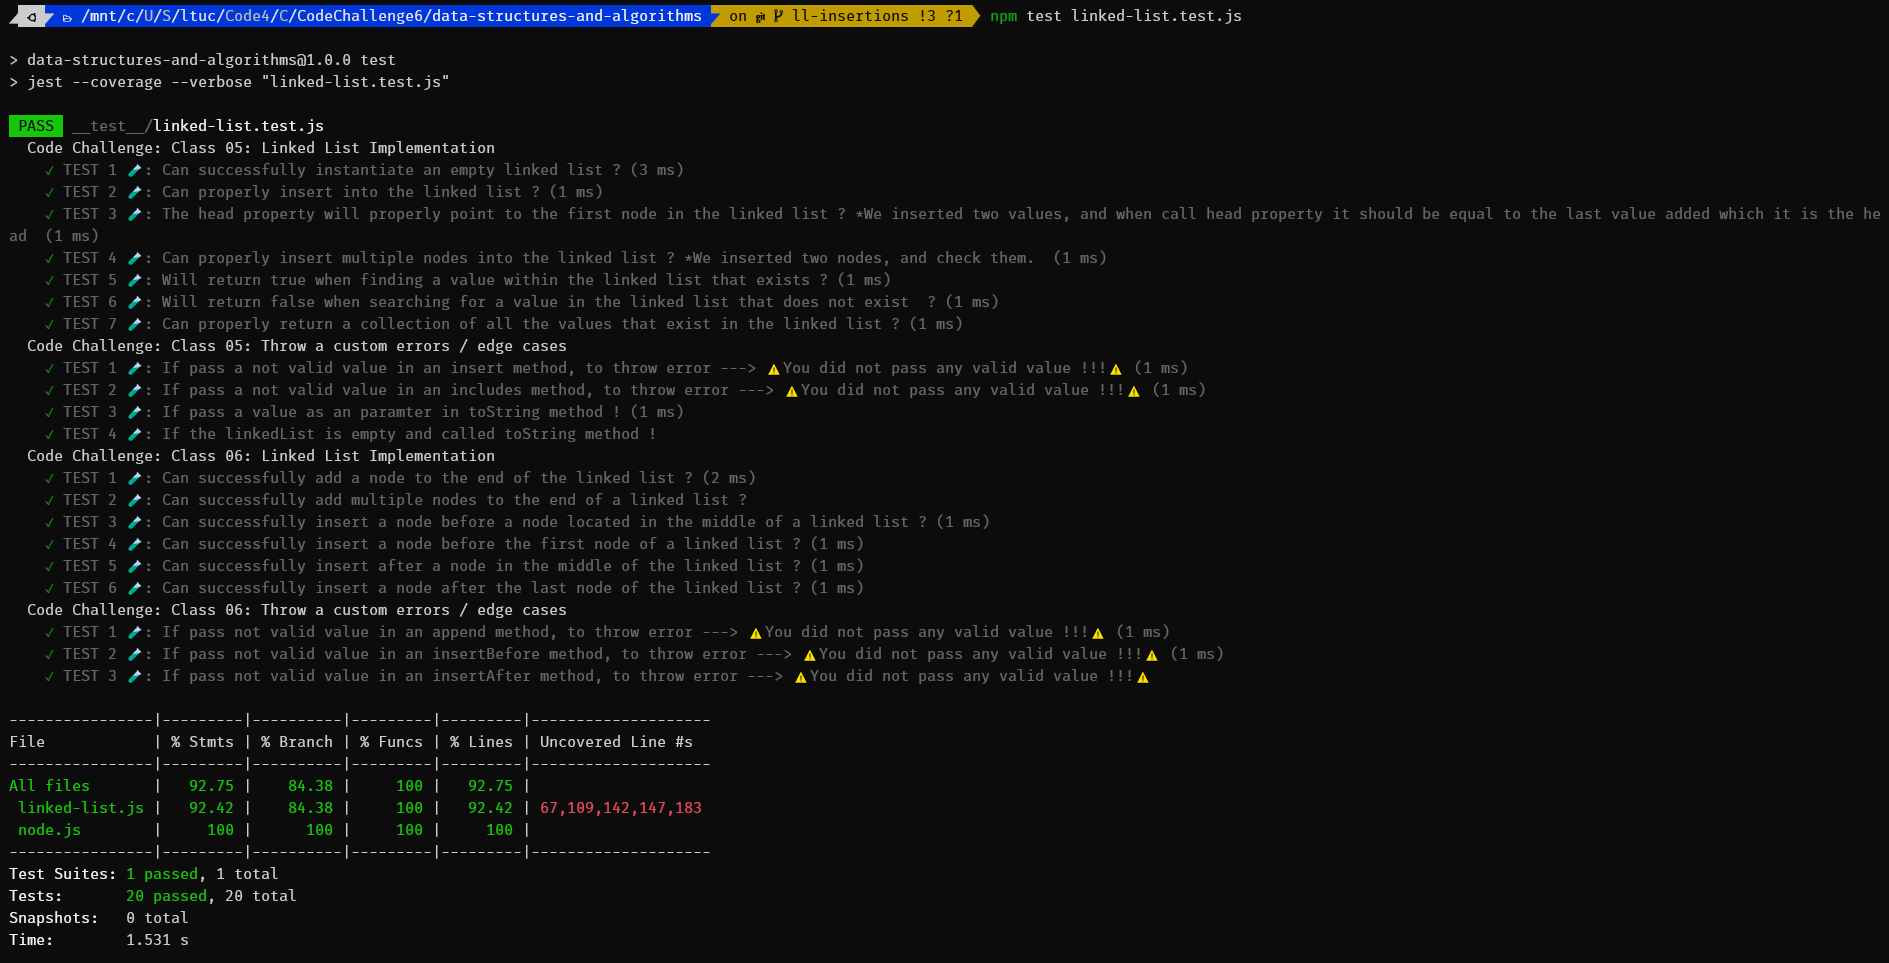 /mnt/c/U/S/ltuc/Code4/C/CodeChallenge6/data-structures-and-algorithms on git ll-insertions !3 ?1 npm test linked-list.test.js
> data-structures-and-algorithms@1.0.0 test
> jest --coverage --verbose "linked-list.test.js"
PASS __test__/linked-list.test.js
Code Challenge: Class 05: Linked List Implementation
✓ TEST 1 🧪: Can successfully instantiate an empty linked list ? (3 ms)
✓ TEST 2 🧪: Can properly insert into the linked list ? (1 ms)
✓ TEST 3 🧪: The head property will properly point to the first node in the linked list ? *We inserted two values, and when call head property it should be equal to the last value added which it is the he
ad  (1 ms)
✓ TEST 4 🧪: Can properly insert multiple nodes into the linked list ? *We inserted two nodes, and check them.  (1 ms)
✓ TEST 5 🧪: Will return true when finding a value within the linked list that exists ? (1 ms)
✓ TEST 6 🧪: Will return false when searching for a value in the linked list that does not exist  ? (1 ms)
✓ TEST 7 🧪: Can properly return a collection of all the values that exist in the linked list ? (1 ms)
Code Challenge: Class 05: Throw a custom errors / edge cases
✓ TEST 1 🧪: If pass a not valid value in an insert method, to throw error ---> ⚠You did not pass any valid value !!!⚠ (1 ms)
✓ TEST 2 🧪: If pass a not valid value in an includes method, to throw error ---> ⚠You did not pass any valid value !!!⚠ (1 ms)
✓ TEST 3 🧪: If pass a value as an paramter in toString method ! (1 ms)
✓ TEST 4 🧪: If the linkedList is empty and called toString method !
Code Challenge: Class 06: Linked List Implementation
✓ TEST 1 🧪: Can successfully add a node to the end of the linked list ? (2 ms)
✓ TEST 2 🧪: Can successfully add multiple nodes to the end of a linked list ?
✓ TEST 3 🧪: Can successfully insert a node before a node located in the middle of a linked list ? (1 ms)
✓ TEST 4 🧪: Can successfully insert a node before the first node of a linked list ? (1 ms)
✓ TEST 5 🧪: Can successfully insert after a node in the middle of the linked list ? (1 ms)
✓ TEST 6 🧪: Can successfully insert a node after the last node of the linked list ? (1 ms)
Code Challenge: Class 06: Throw a custom errors / edge cases
✓ TEST 1 🧪: If pass not valid value in an append method, to throw error ---> ⚠You did not pass any valid value !!!⚠ (1 ms)
✓ TEST 2 🧪: If pass not valid value in an insertBefore method, to throw error ---> ⚠You did not pass any valid value !!!⚠ (1 ms)
✓ TEST 3 🧪: If pass not valid value in an insertAfter method, to throw error ---> ⚠You did not pass any valid value !!!⚠
----------------|---------|----------|---------|---------|--------------------
File            | % Stmts | % Branch | % Funcs | % Lines | Uncovered Line #s
----------------|---------|----------|---------|---------|--------------------
All files       |   92.75 |    84.38 |     100 |   92.75 |
linked-list.js |   92.42 |    84.38 |     100 |   92.42 | 67,109,142,147,183
node.js        |     100 |      100 |     100 |     100 |
----------------|---------|----------|---------|---------|--------------------
Test Suites: 1 passed, 1 total
Tests:       20 passed, 20 total
Snapshots:   0 total
Time:        1.531 s